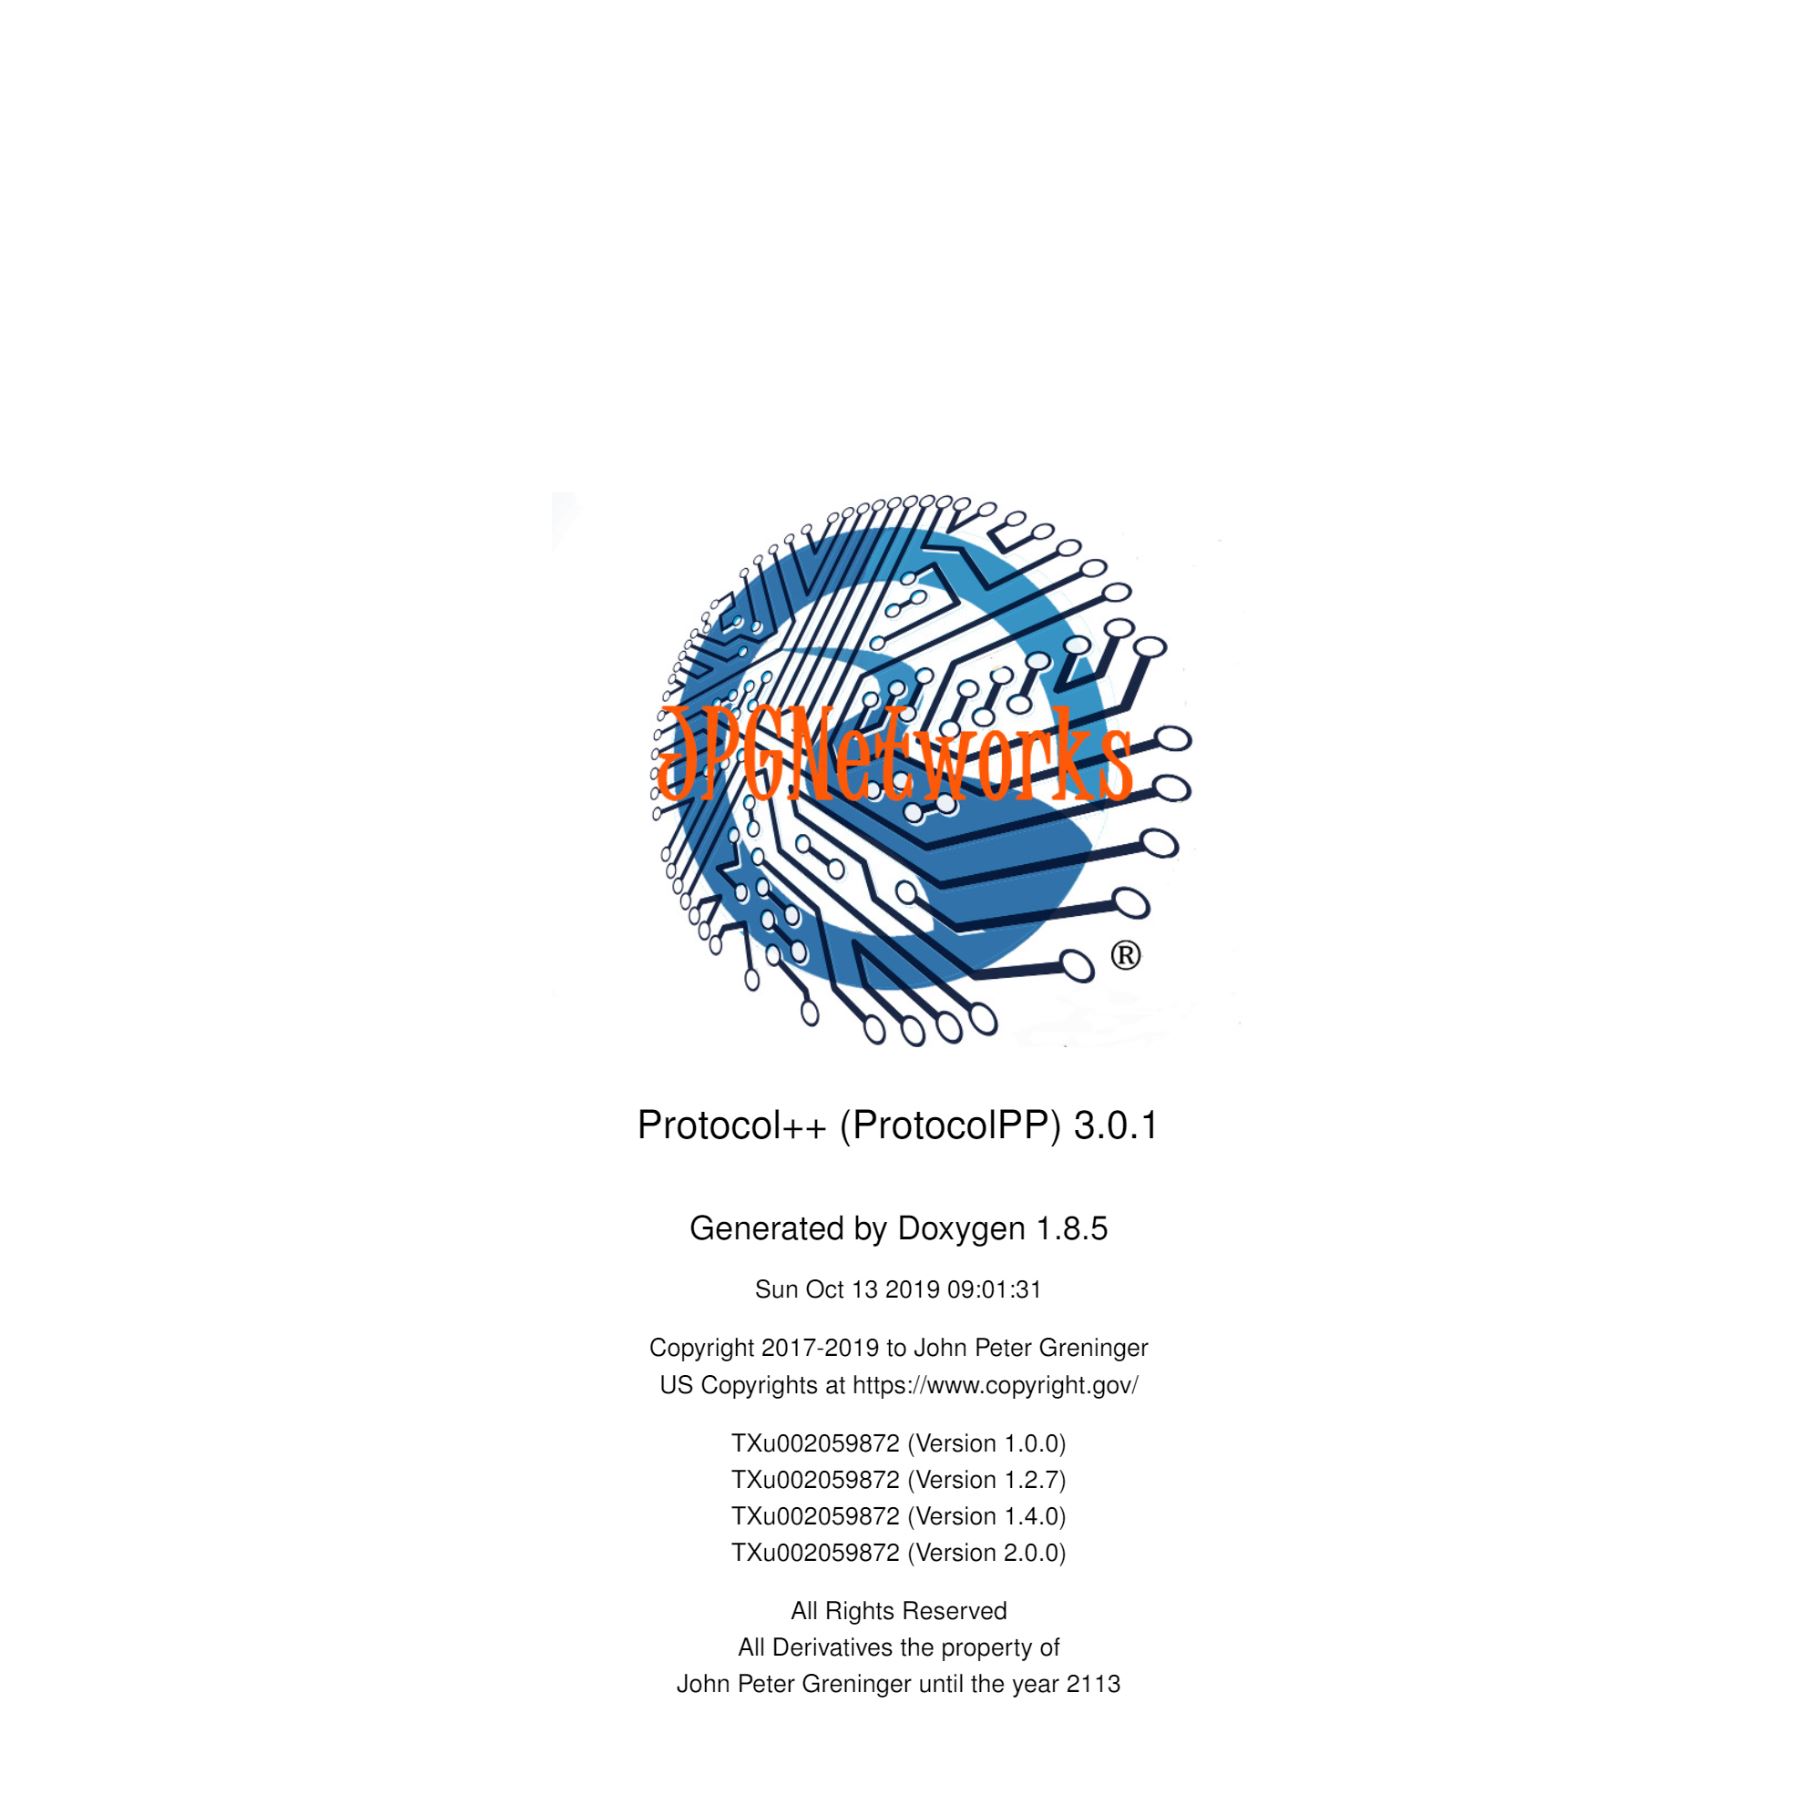 JPGNetworks
®
Protocol++ (ProtocolPP) 3.0.1
Generated by Doxygen 1.8.5
Sun Oct 13 2019 09:01:31
Copyright 2017-2019 to John Peter Greninger
US Copyrights at https://www.copyright.gov/
TXu002059872 (Version 1.0.0)
TXu002059872 (Version 1.2.7)
TXu002059872 (Version 1.4.0)
TXu002059872 (Version 2.0.0)
All Rights Reserved
All Derivatives the property of
John Peter Greninger until the year 2113